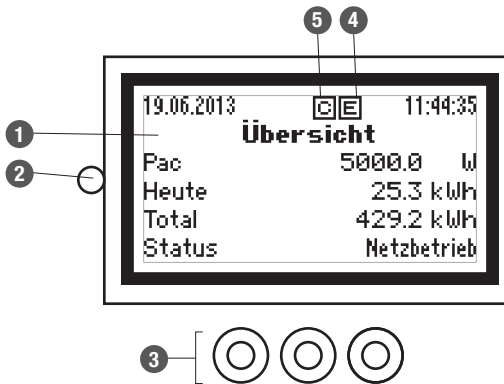 5 4
19.06.2013 C E 11:44:35
1
Übersicht
Pac 5000.0 W
2
Heute 25.3 kWh
Total 429.2 kWh
Status Netzbetrieb
3